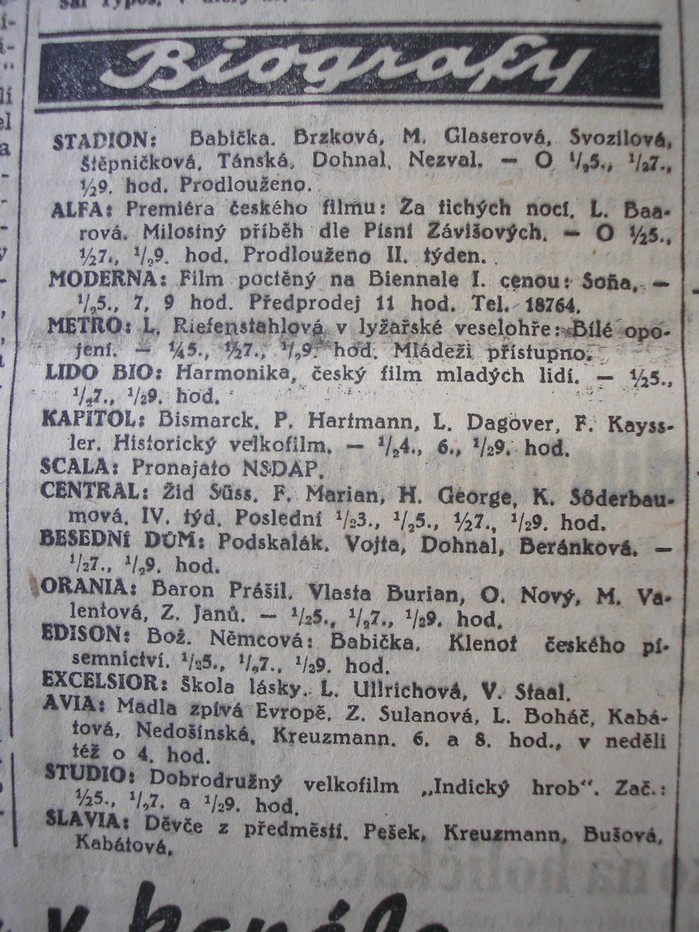 Biografy
STADION: Babička. Brzková, M. Glaserová, Svozilová,
Štěpničková, Tánská, Dohnal, Nezval. — O ½5., ½7.,
½9. hod. Prodlouženo.
ALFA: Premiéra českého filmu: Za tichých nocí. L. Baa-
rová. Milostný příběh dle Písní Závišových. — O ½5.,
½7., ½9. hod. Prodlouženo II. týden.
MODERNA: Film poctěný na Biennale I. cenou: Soňa. —
½5., 7, 9 hod. Předprodej 11 hod. Tel. 18764.
METRO: L. Riefenstahlová v lyžařské veselohře: Bílé opo-
jení. — ¼5., ½7., ½9. hod. Mládeži přístupno.
LIDO BIO: Harmonika, český film mladých lidí. — ½5.,
½7., ½9. hod.
KAPITOL: Bismarck. P. Hartmann, L. Dagover, F. Kayss-
ler. Historický velkofilm. — ½4., 6., ½9. hod.
SCALA: Pronajato NSDAP.
CENTRAL: Žid Süss. F. Marian, H. George, K. Söderbau-
mová. IV. týd. Poslední ½3., ½5., ½7., ½9. hod.
BESEDNÍ DŮM: Podskalák. Vojta, Dohnal, Beránková. —
½7., ½9. hod.
ORANIA: Baron Prášil. Vlasta Burian, O. Nový, M. Va-
lentová, Z. Janů. — ½5., ½7., ½9. hod.
EDISON: Bož. Němcová: Babička. Klenot českého pí-
semnictví. ½5., ½7., ½9. hod.
EXCELSIOR: Škola lásky. L. Ullrichová, V. Staal.
AVIA: Madla zpívá Evropě. Z. Sulanová, L. Boháč, Kabá-
tová, Nedošínská, Kreuzmann. 6. a 8. hod., v neděli
též o 4. hod.
STUDIO: Dobrodružný velkofilm „Indický hrob“. Zač.:
½5., ½7. a ½9. hod.
SLAVIA: Děvče z předměstí. Pešek, Kreuzmann, Bušová,
Kabátová.